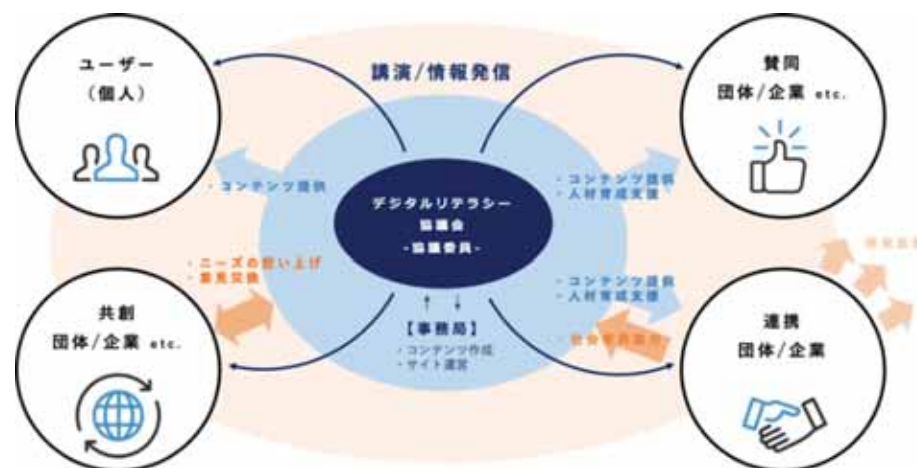 ユーザー
（個人）
講演/情報発信
賛同
団体/企業 etc.
・コンテンツ提供
・コンテンツ提供
・人材育成支援
デジタルリテラシー
協議会
-協議委員-
・ニーズの吸い上げ
・意見交換
・コンテンツ提供
・人材育成支援
共創
団体/企業 etc.
【事務局】
・コンテンツ作成
・サイト運営
連携
団体/企業